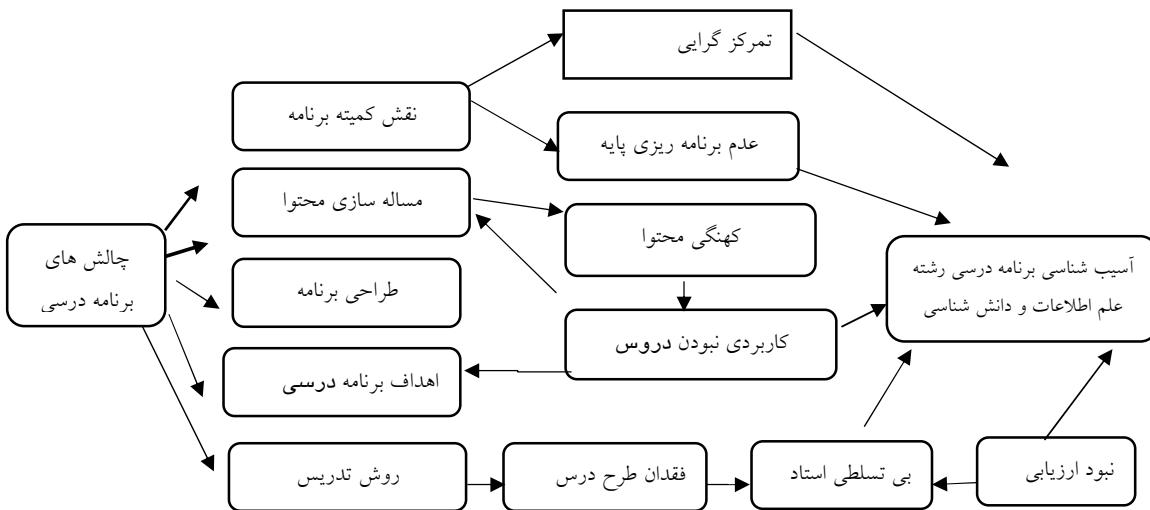 تمرکز گرایی
نقش کمیته برنامه
عدم برنامه ریزی پایه
مساله سازی محتوا
کهنگی محتوا
چالش های
برنامه درسی
آسیب شناسی برنامه درسی رشته
علم اطلاعات و دانش شناسی
طراحی برنامه
کاربردی نبودن دروس
اهداف برنامه درسی
روش تدریس
فقدان طرح درس
بی تسلطی استاد
نبود ارزیابی